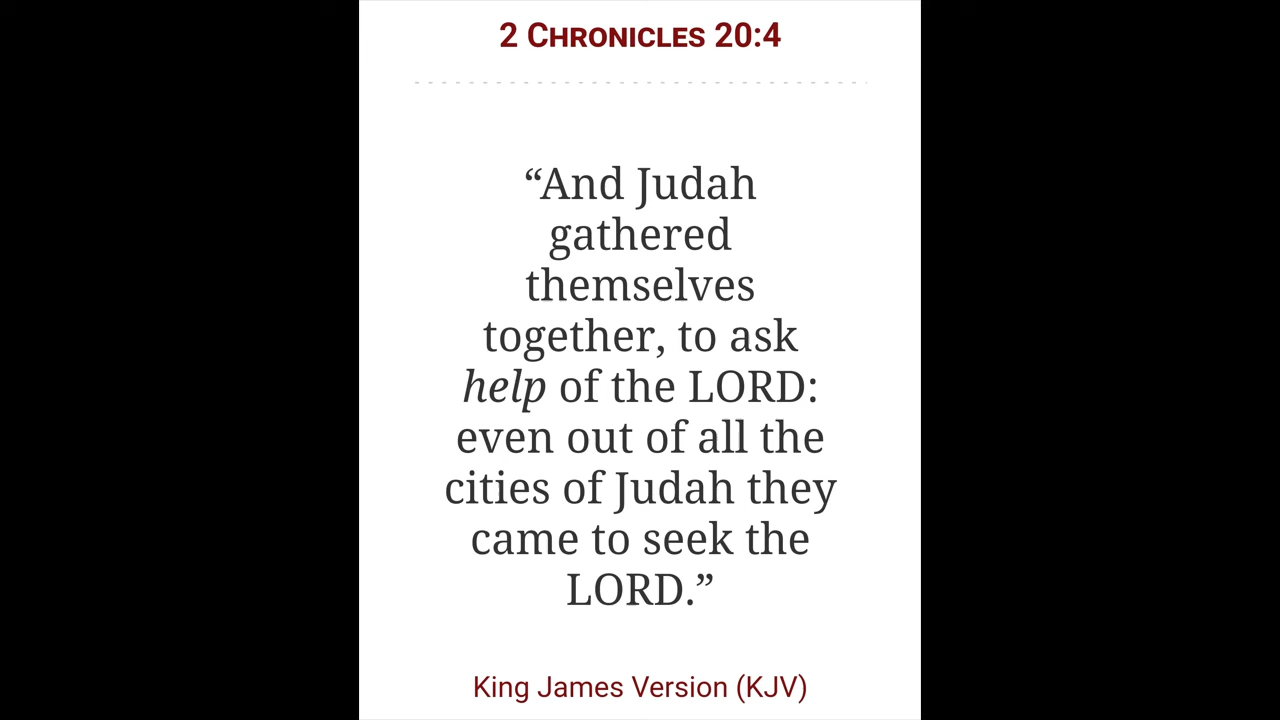 2 Chronicles 20:4
“And Judah
gathered
themselves
together, to ask
help of the LORD:
even out of all the
cities of Judah they
came to seek the
LORD.”
King James Version (KJV)